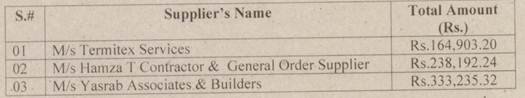 S.# Supplier's Name Total Amount (Rs.)
01 M/s Termitex Services Rs.164,903.20
02 M/s Hamza T Contractor & General Order Supplier Rs.238,192.24
03 M/s Yasrab Associates & Builders Rs.333,235.32